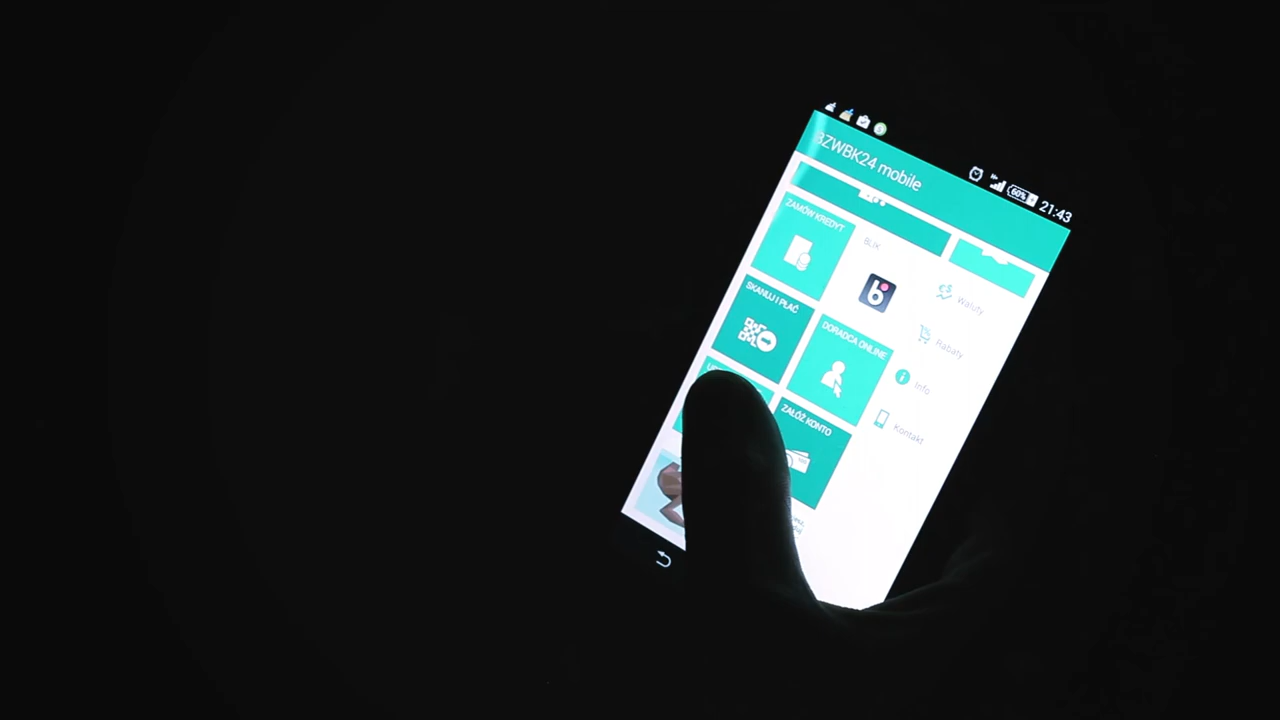 60%
21:43
BZWBK24 mobile
ZAMÓW KREDYT
BLIK
b
Waluty
SKANUJ I PŁAĆ
DORADCA ONLINE
Rabaty
Info
ZAŁÓŻ KONTO
Kontakt